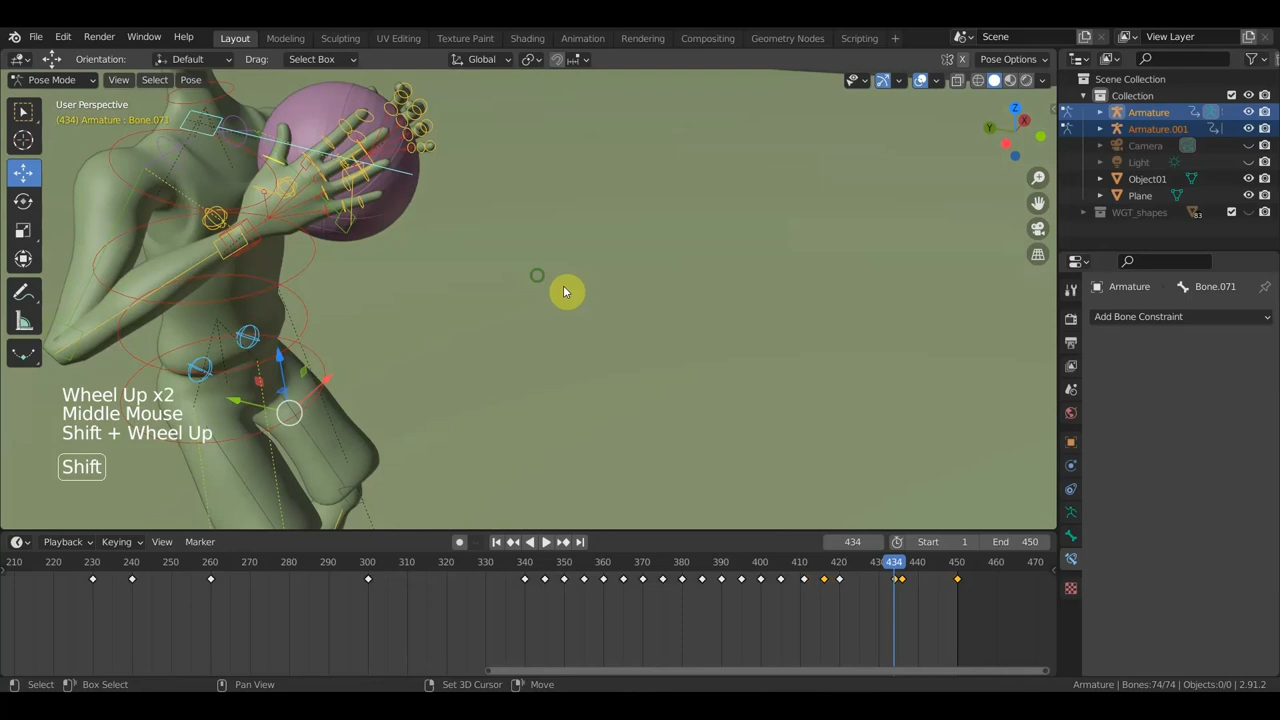 File Edit Render Window Help Layout Modeling Sculpting UV Editing Texture Paint Shading Animation Rendering Compositing Geometry Nodes Scripting + Scene View Layer
Orientation: Default Drag: Select Box Global X Pose Options
Pose Mode View Select Pose
Scene Collection
Collection
Armature
Armature.001
Camera
Light
Object01
Plane
WGT_shapes 83
User Perspective
(434) Armature : Bone.071
Z
X
Y
Armature Bone.071
Add Bone Constraint
Wheel Up x2
Middle Mouse
Shift + Wheel Up
Shift
Playback Keying View Marker 434 Start 1 End 450
210 220 230 240 250 260 270 280 290 300 310 320 330 340 350 360 370 380 390 400 410 420 434 440 450 460 470
Select Box Select Pan View Set 3D Cursor Move Armature | Bones:74/74 | Objects:0/0 | 2.91.2